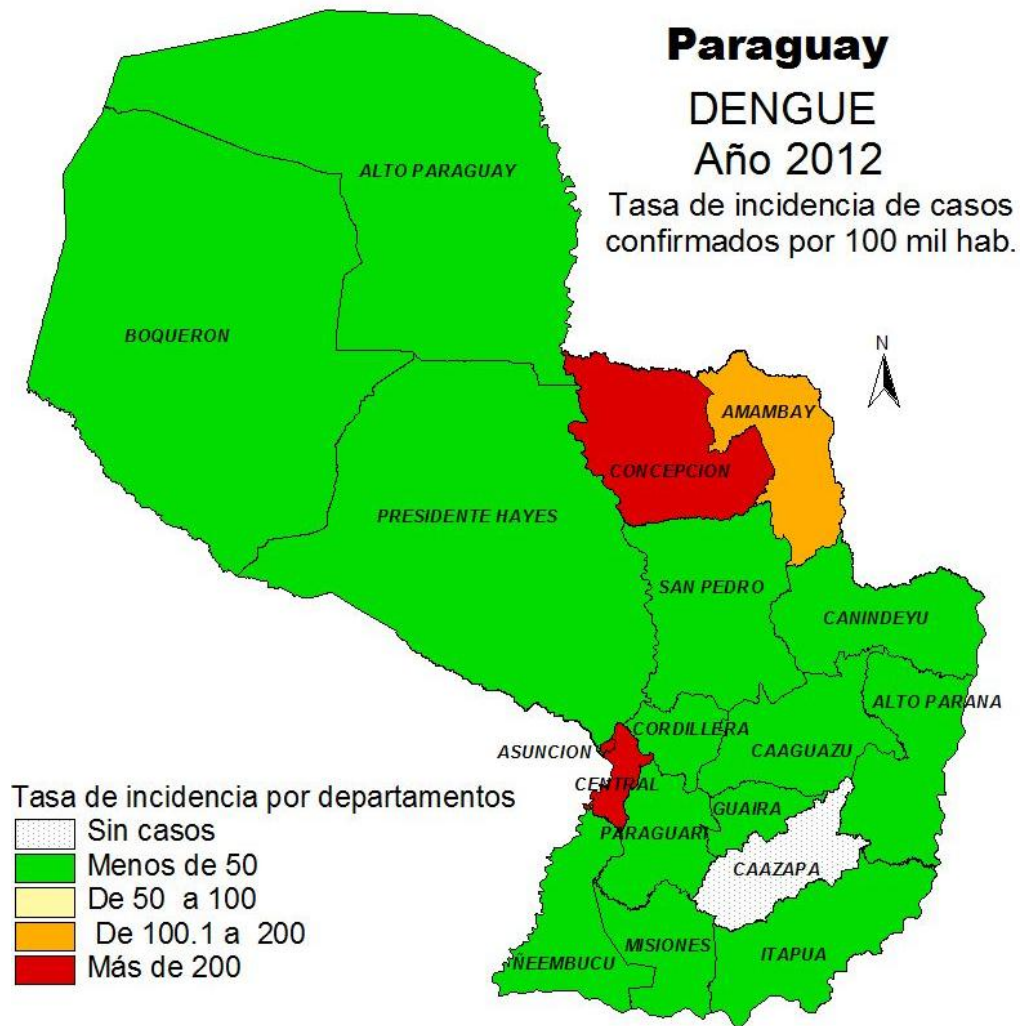 Paraguay
DENGUE
Año 2012
Tasa de incidencia de casos
confirmados por 100 mil hab.
ALTO PARAGUAY
BOQUERON
N
AMAMBAY
CONCEPCION
PRESIDENTE HAYES
SAN PEDRO
CANINDEYU
ALTO PARANA
CORDILLERA
ASUNCION
CAAGUAZU
CENTRAL
GUAIRA
PARAGUARI
CAAZAPA
MISIONES
ITAPUA
ÑEEMBUCU
Tasa de incidencia por departamentos
Sin casos
Menos de 50
De 50 a 100
De 100.1 a 200
Más de 200